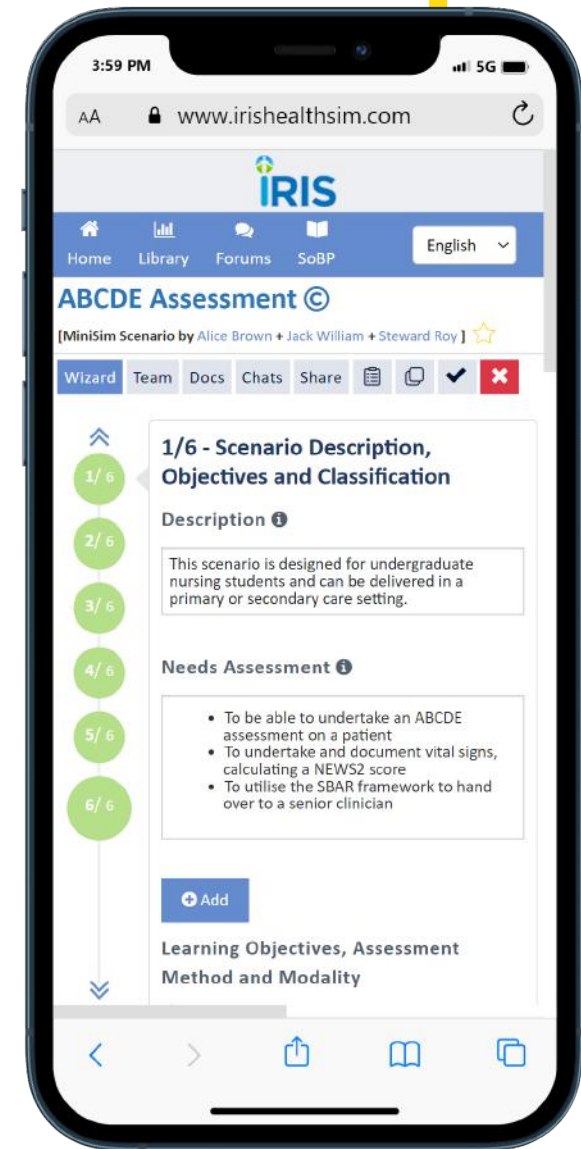 3:59 PM 5G
AA www.irishealthsim.com
IRIS
Home Library Forums SoBP English
ABCDE Assessment ©
[MiniSim Scenario by Alice Brown + Jack William + Steward Roy ]
Wizard Team Docs Chats Share
1/6 - Scenario Description,
Objectives and Classification
1/ 6
2/ 6
3/ 6
4/ 6
5/ 6
6/ 6
Description
This scenario is designed for undergraduate
nursing students and can be delivered in a
primary or secondary care setting.
Needs Assessment
• To be able to undertake an ABCDE
assessment on a patient
• To undertake and document vital signs,
calculating a NEWS2 score
• To utilise the SBAR framework to hand
over to a senior clinician
Add
Learning Objectives, Assessment
Method and Modality